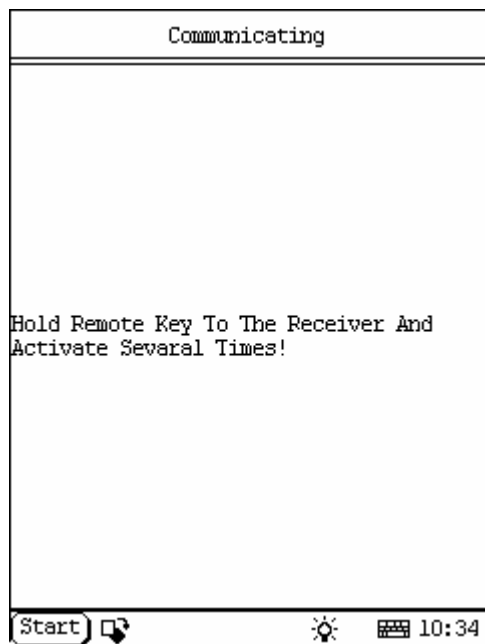 Communicating
Hold Remote Key To The Receiver And
Activate Sevaral Times!
Start
10:34